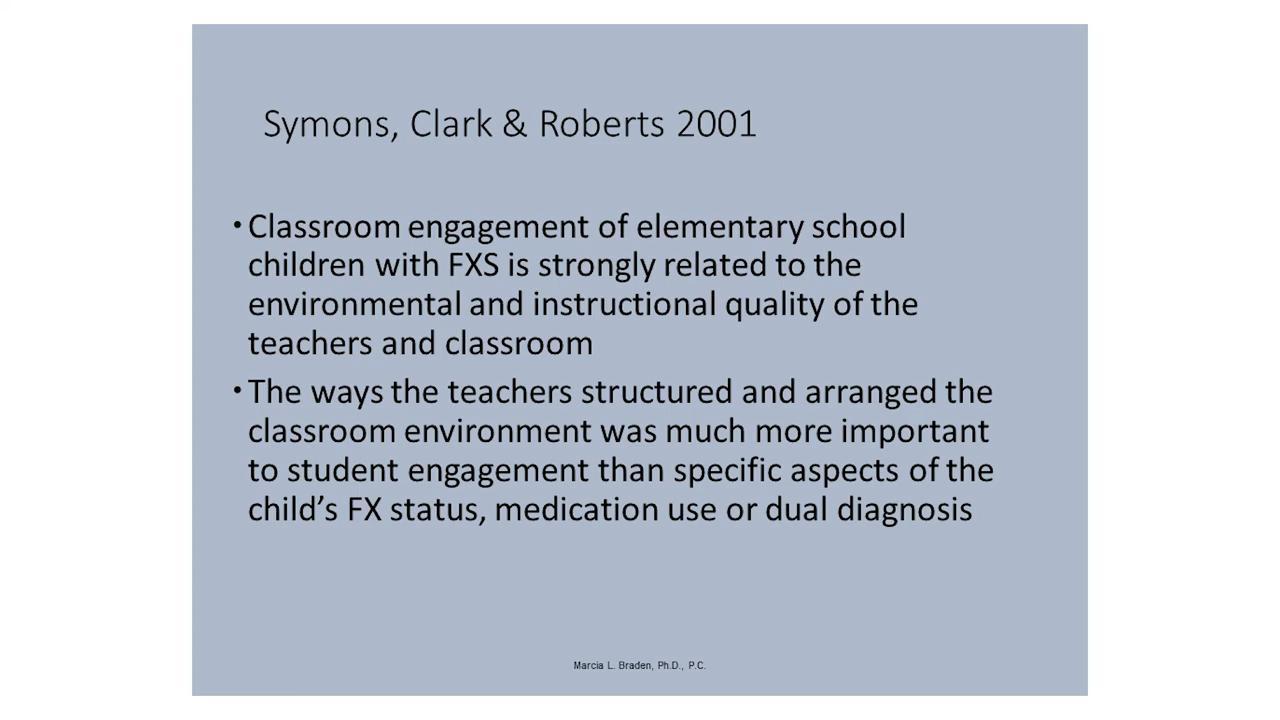 Symons, Clark & Roberts 2001
• Classroom engagement of elementary school
children with FXS is strongly related to the
environmental and instructional quality of the
teachers and classroom
• The ways the teachers structured and arranged the
classroom environment was much more important
to student engagement than specific aspects of the
child’s FX status, medication use or dual diagnosis
Marcia L. Braden, Ph.D., P.C.